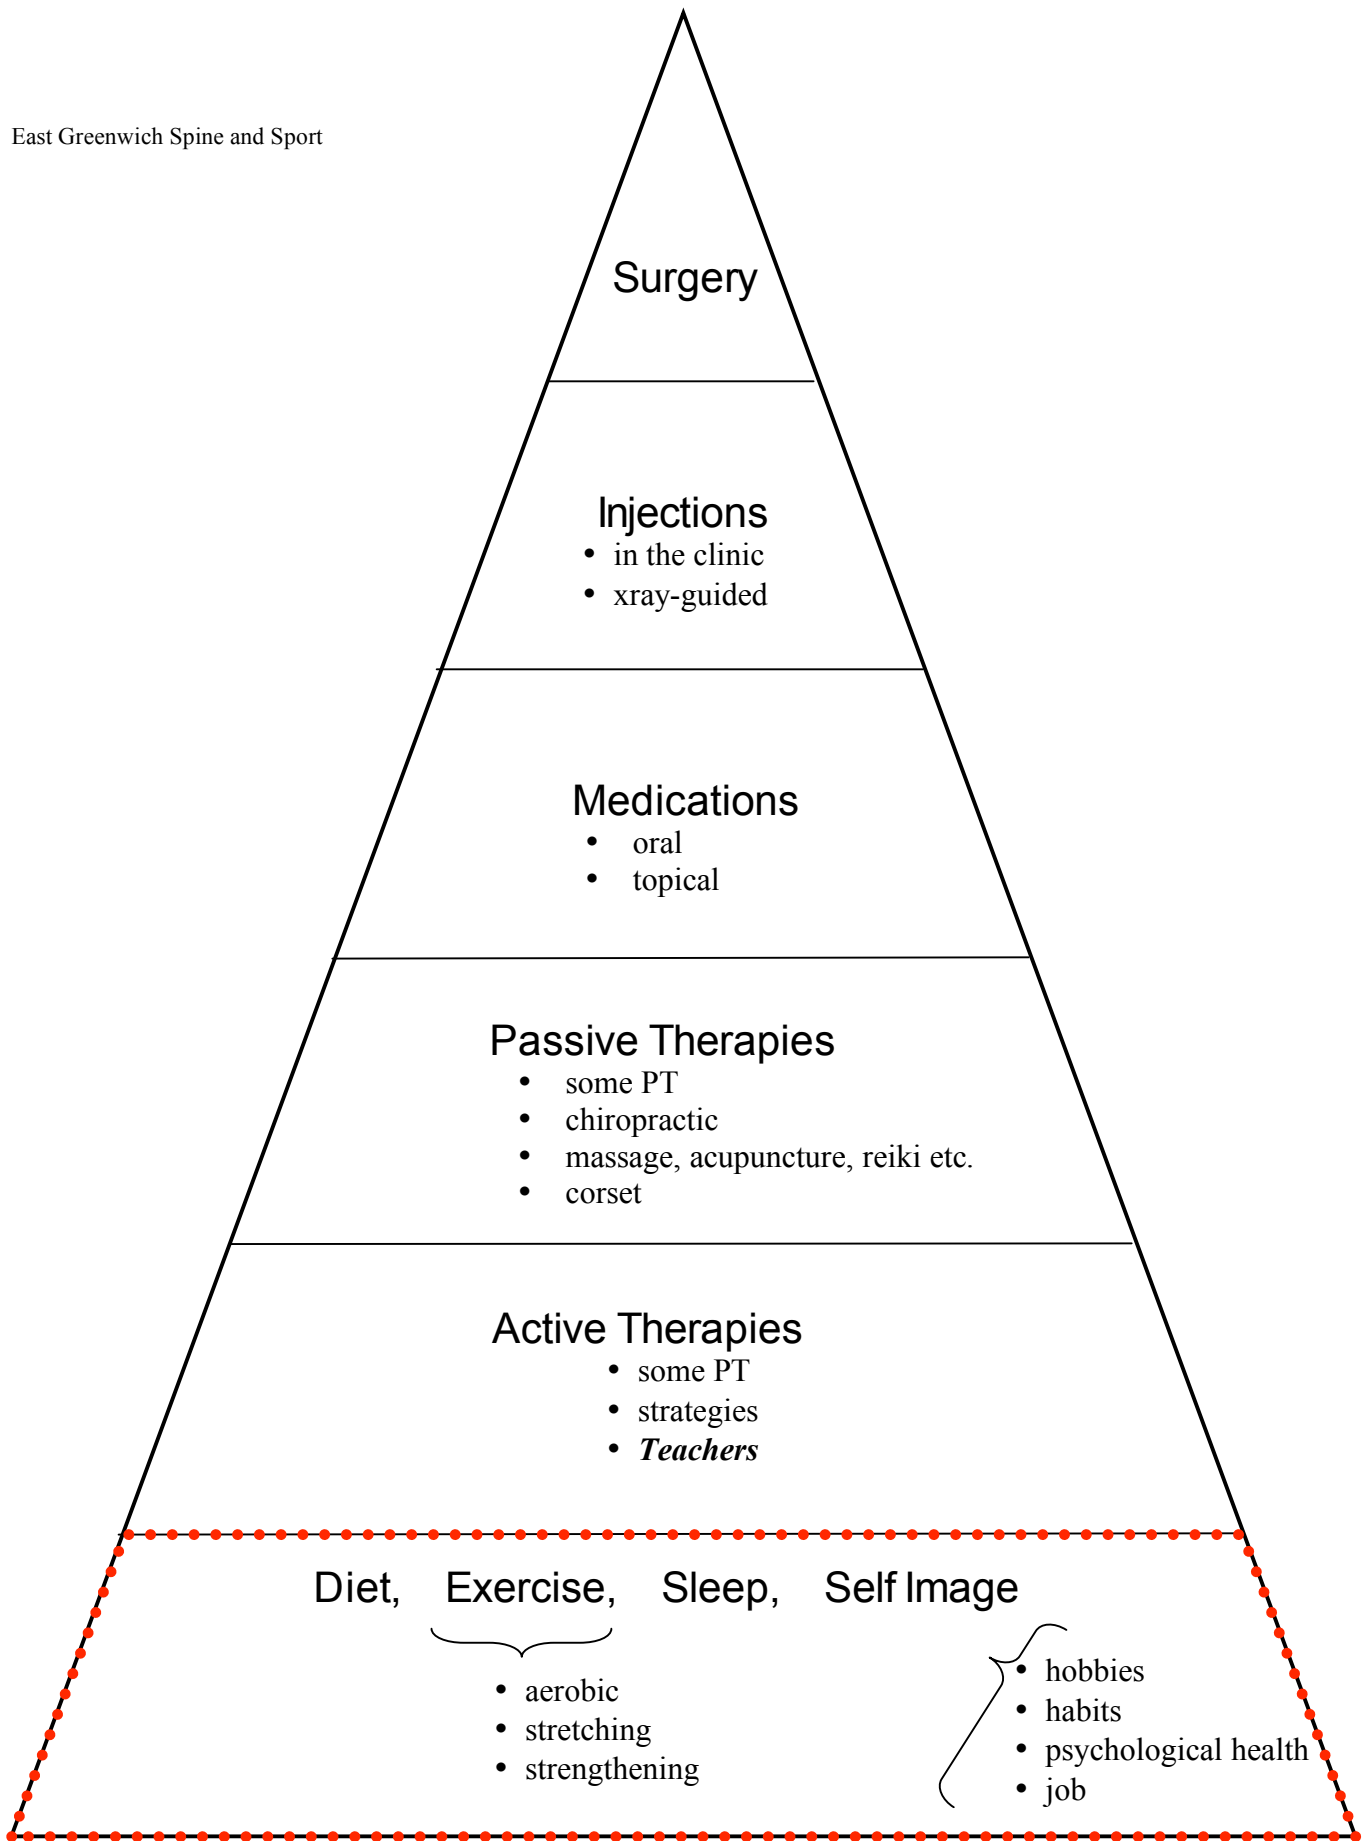 East Greenwich Spine and Sport
Surgery
Injections
• in the clinic
• xray-guided
Medications
• oral
• topical
Passive Therapies
• some PT
• chiropractic
• massage, acupuncture, reiki etc.
• corset
Active Therapies
• some PT
• strategies
• Teachers
Diet, Exercise, Sleep, Self Image
• aerobic
• stretching
• strengthening
• hobbies
• habits
• psychological health
• job